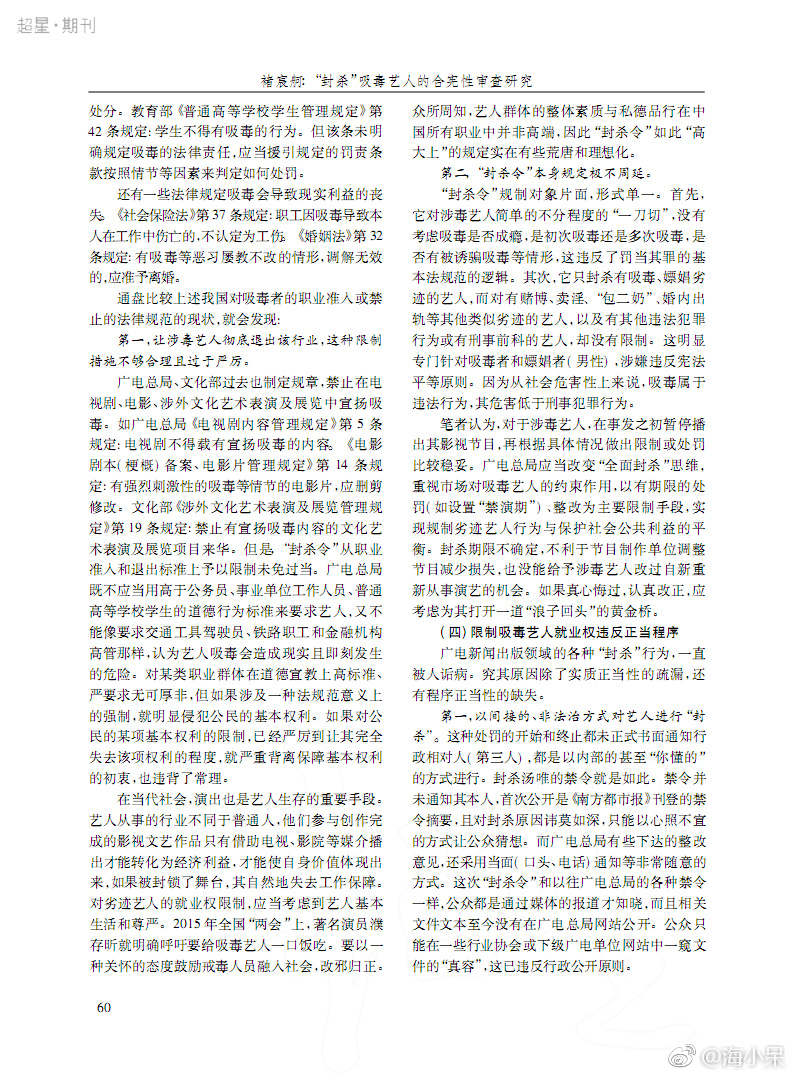 超星·期刊
褚宸舸:“封杀”吸毒艺人的合宪性审查研究
处分。教育部《普通高等学校学生管理规定》第
42 条规定: 学生不得有吸毒的行为。但该条未明
确规定吸毒的法律责任, 应当援引规定的罚责条
款按照情节等因素来判定如何处罚。
还有一些法律规定吸毒会导致现实利益的丧
失。《社会保险法》第 37 条规定: 职工因吸毒导致本
人在工作中伤亡的, 不认定为工伤。《婚姻法》第 32
条规定: 有吸毒等恶习屡教不改的情形, 调解无效
的, 应准予离婚。
通盘比较上述我国对吸毒者的职业准入或禁
止的法律规范的现状, 就会发现:
第一, 让涉毒艺人彻底退出该行业, 这种限制
措施不够合理且过于严厉。
广电总局、文化部过去也制定规章, 禁止在电
视剧、电影、涉外文化艺术表演及展览中宣扬吸
毒。如广电总局《电视剧内容管理规定》第 5 条
规定: 电视剧不得载有宣扬吸毒的内容。《电影
剧本( 梗概) 备案、电影片管理规定》第 14 条规
定: 有强烈刺激性的吸毒等情节的电影片, 应删剪
修改。文化部《涉外文化艺术表演及展览管理规
定》第 19 条规定: 禁止有宣扬吸毒内容的文化艺
术表演及展览项目来华。但是, “封杀令”从职业
准入和退出标准上予以限制未免过当。广电总局
既不应当用高于公务员、事业单位工作人员、普通
高等学校学生的道德行为标准来要求艺人, 又不
能像要求交通工具驾驶员、铁路职工和金融机构
高管那样, 认为艺人吸毒会造成现实且即刻发生
的危险。对某类职业群体在道德宣教上高标准、
严要求无可厚非, 但如果涉及一种法规范意义上
的强制, 就明显侵犯公民的基本权利。如果对公
民的某项基本权利的限制, 已经严厉到让其完全
失去该项权利的程度, 就严重背离保障基本权利
的初衷, 也违背了常理。
在当代社会, 演出也是艺人生存的重要手段。
艺人从事的行业不同于普通人, 他们参与创作完
成的影视文艺作品只有借助电视、影院等媒介播
出才能转化为经济利益, 才能使自身价值体现出
来, 如果被封锁了舞台, 其自然地失去工作保障。
对劣迹艺人的就业权限制, 应当考虑到艺人基本
生活和尊严。2015 年全国“两会”上, 著名演员濮
存昕就明确呼吁要给吸毒艺人一口饭吃。要以一
种关怀的态度鼓励戒毒人员融入社会, 改邪归正。
众所周知, 艺人群体的整体素质与私德品行在中
国所有职业中并非高端, 因此“封杀令”如此“高
大上”的规定实在有些荒唐和理想化。
第二, “封杀令”本身规定极不周延。
“封杀令”规制对象片面, 形式单一。首先,
它对涉毒艺人简单的不分程度的“一刀切”, 没有
考虑吸毒是否成瘾, 是初次吸毒还是多次吸毒, 是
否有被诱骗吸毒等情形, 这违反了罚当其罪的基
本法规范的逻辑。其次, 它只封杀有吸毒、嫖娼劣
迹的艺人, 而对有赌博、卖淫、“包二奶”、婚内出
轨等其他类似劣迹的艺人, 以及有其他违法犯罪
行为或有刑事前科的艺人, 却没有限制。这明显
专门针对吸毒者和嫖娼者( 男性) , 涉嫌违反宪法
平等原则。因为从社会危害性上来说, 吸毒属于
违法行为, 其危害低于刑事犯罪行为。
笔者认为, 对于涉毒艺人, 在事发之初暂停播
出其影视节目, 再根据具体情况做出限制或处罚
比较稳妥。广电总局应当改变“全面封杀”思维,
重视市场对吸毒艺人的约束作用, 以有期限的处
罚( 如设置“禁演期”) 、整改为主要限制手段, 实
现规制劣迹艺人行为与保护社会公共利益的平
衡。封杀期限不确定, 不利于节目制作单位调整
节目减少损失, 也没能给予涉毒艺人改过自新重
新从事演艺的机会。如果真心悔过, 认真改正, 应
考虑为其打开一道“浪子回头”的黄金桥。
( 四) 限制吸毒艺人就业权违反正当程序
广电新闻出版领域的各种“封杀”行为, 一直
被人诟病。究其原因除了实质正当性的疏漏, 还
有程序正当性的缺失。
第一, 以间接的、非法治方式对艺人进行“封
杀”。这种处罚的开始和终止都未正式书面通知行
政相对人( 第三人) , 都是以内部的甚至“你懂的”
的方式进行。封杀汤唯的禁令就是如此。禁令并
未通知其本人, 首次公开是《南方都市报》刊登的禁
令摘要, 且对封杀原因讳莫如深, 只能以心照不宣
的方式让公众猜想。而广电总局有些下达的整改
意见, 还采用当面( 口头、电话) 通知等非常随意的
方式。这次“封杀令”和以往广电总局的各种禁令
一样, 公众都是通过媒体的报道才知晓, 而且相关
文件文本至今没有在广电总局网站公开。公众只
能在一些行业协会或下级广电单位网站中一窥文
件的“真容”, 这已违反行政公开原则。
60
@海小呆